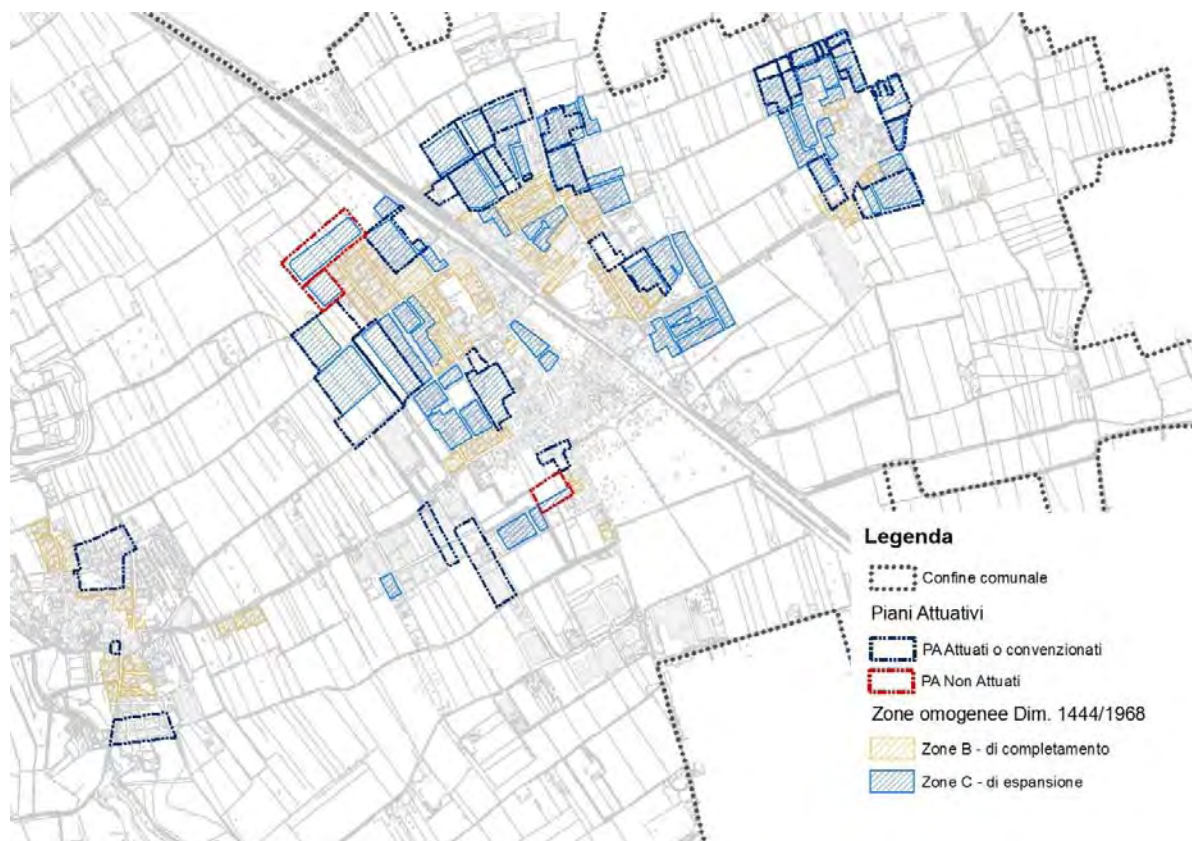 Legenda
Confine comunale
Piani Attuativi
PA Attuati o convenzionati
PA Non Attuati
Zone omogenee Dim. 1444/1968
Zone B - di completamento
Zone C - di espansione